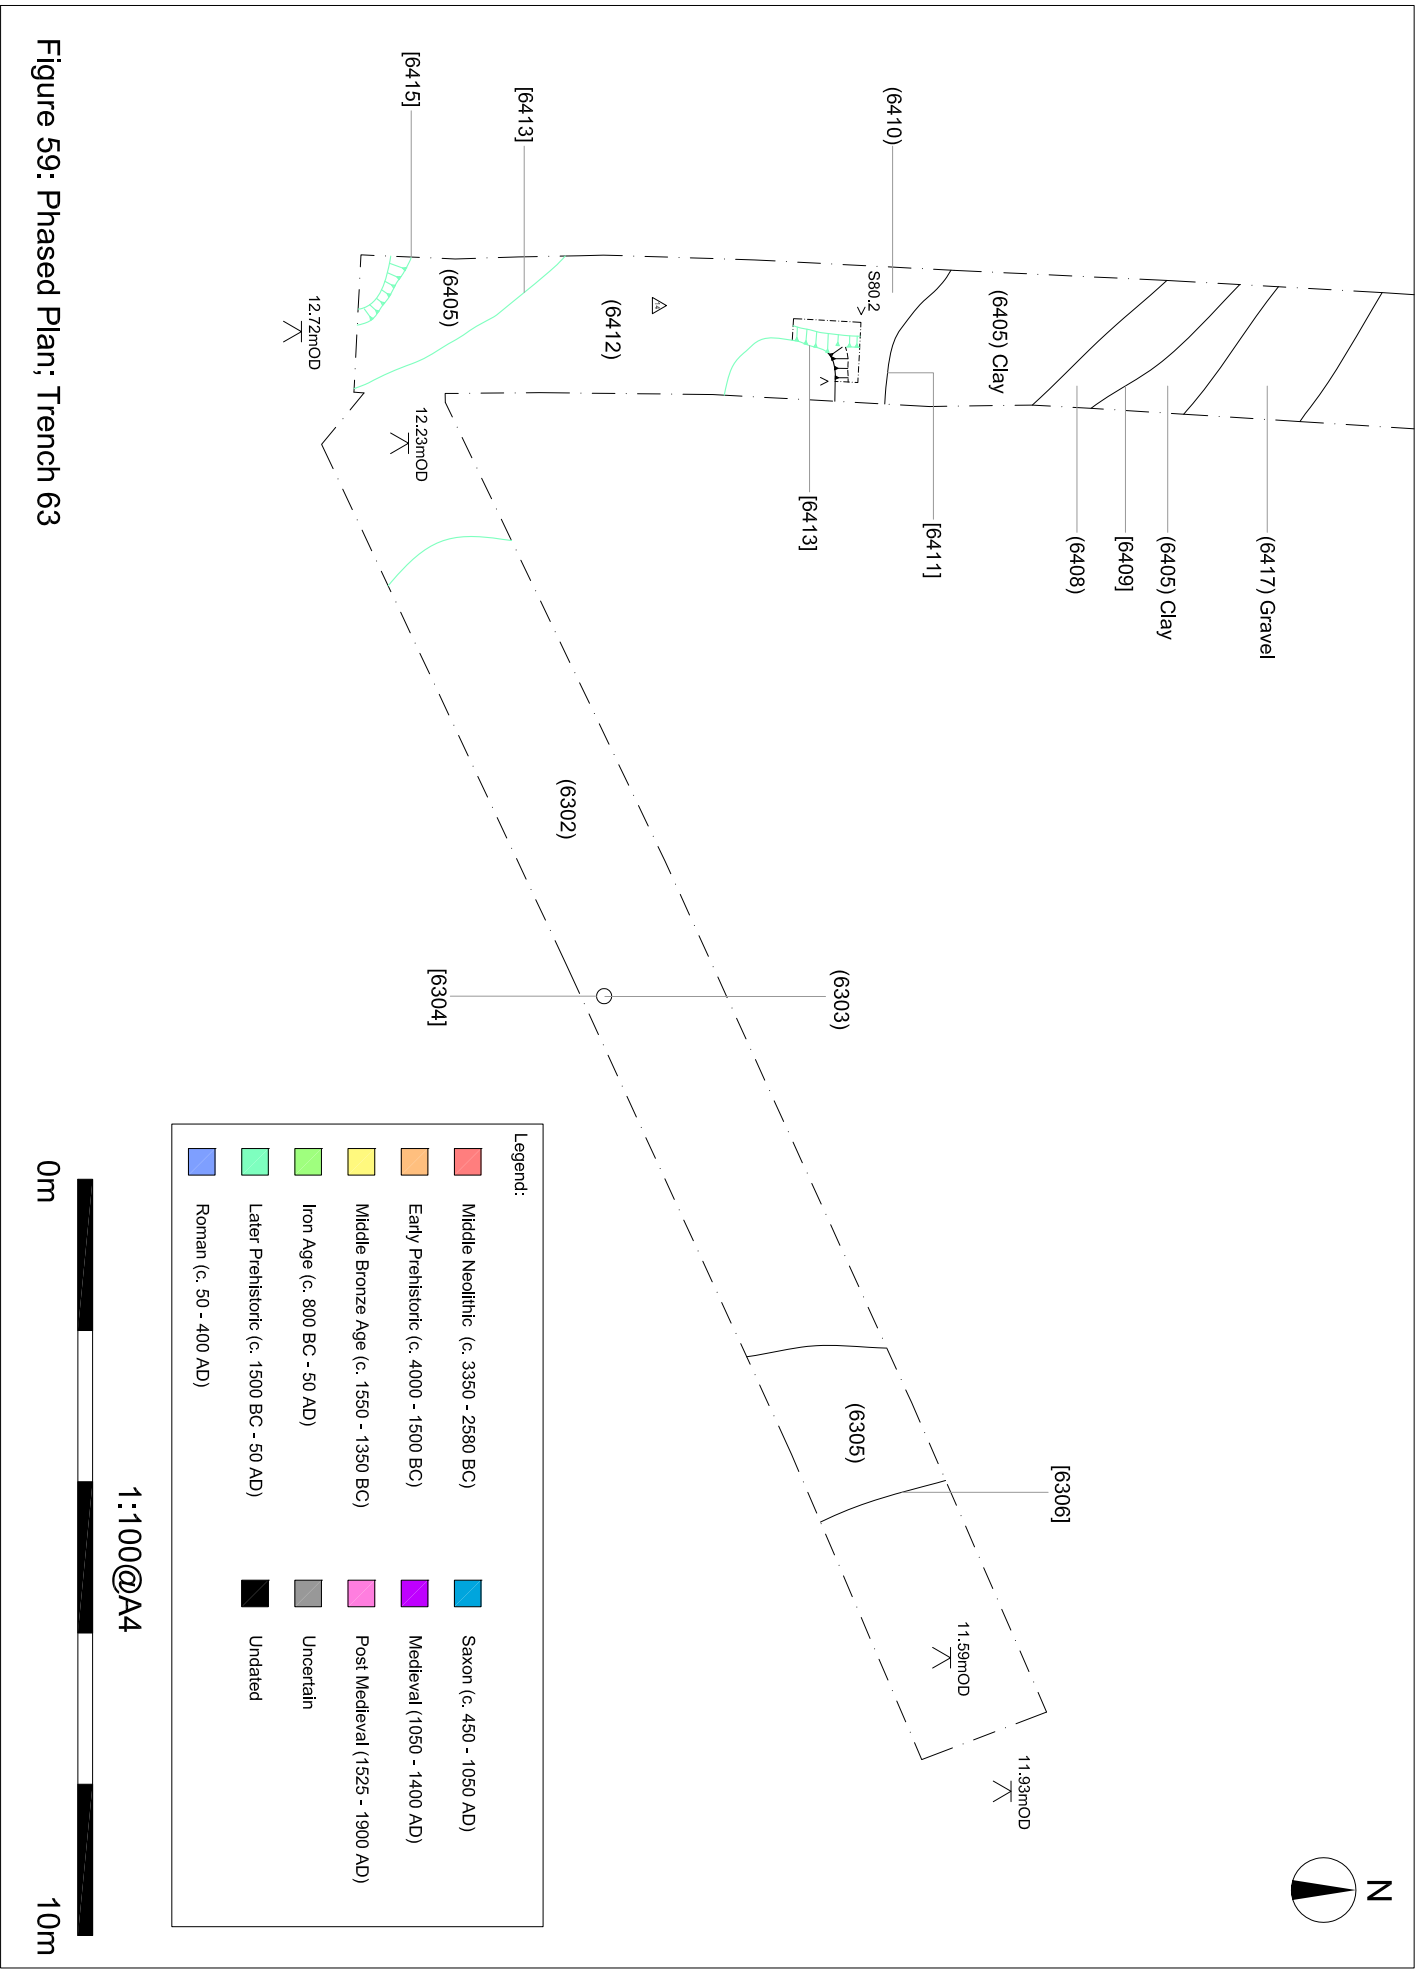 N
(6417) Gravel
(6405) Clay
[6409]
(6408)
(6405) Clay
[6411]
(6410)
S80.2
[6413]
(6412)
[6413]
(6405)
[6415]
12.72mOD
12.23mOD
(6302)
(6303)
[6304]
(6305)
[6306]
11.59mOD
11.93mOD
Legend:
Middle Neolithic (c. 3350 - 2580 BC)
Early Prehistoric (c. 4000 - 1500 BC)
Middle Bronze Age (c. 1550 - 1350 BC)
Iron Age (c. 800 BC - 50 AD)
Later Prehistoric (c. 1500 BC - 50 AD)
Roman (c. 50 - 400 AD)
Saxon (c. 450 - 1050 AD)
Medieval (1050 - 1400 AD)
Post Medieval (1525 - 1900 AD)
Uncertain
Undated
1:100@A4
0m
10m
Figure 59: Phased Plan; Trench 63